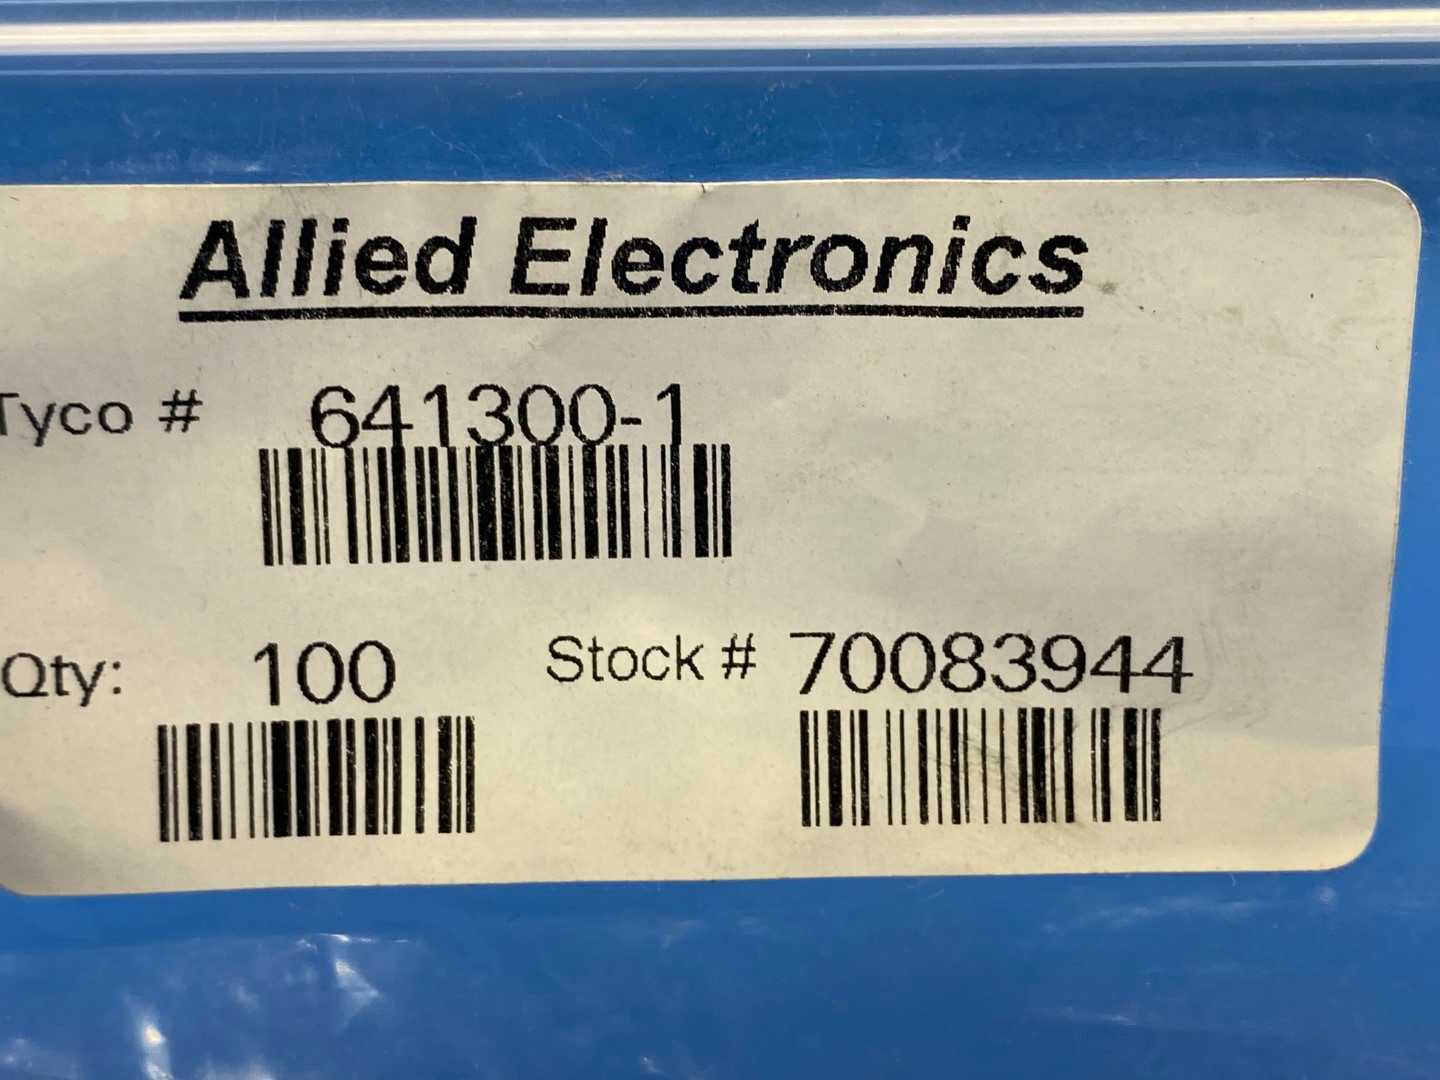 Allied Electronics
Tyco # 641300-1
Qty: 100 Stock # 70083944